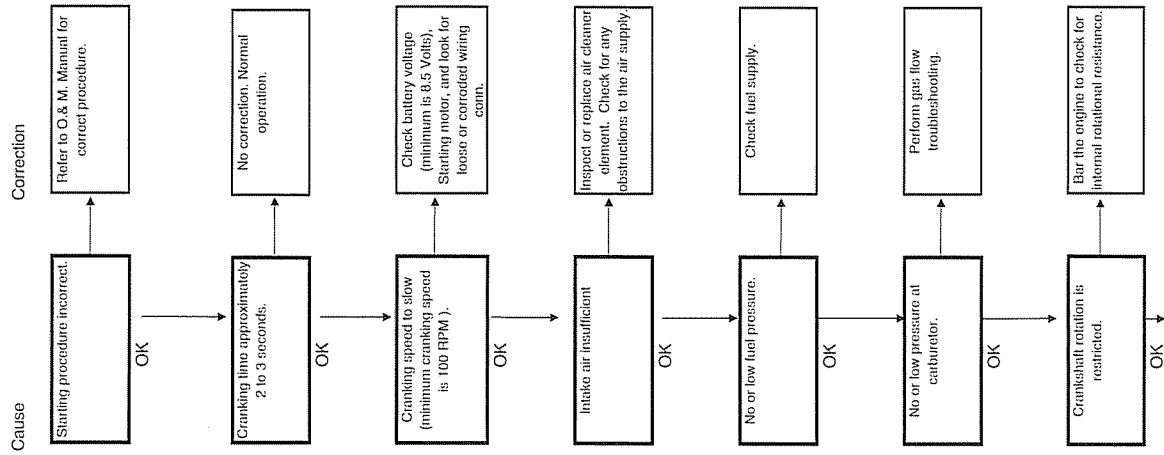 Cause
Correction
Starting procedure incorrect.
Refer to O.& M. Manual for
correct procedure.
OK
Cranking time approximately
2 to 3 seconds.
No correction. Normal
operation.
OK
Cranking speed to slow
(minimum cranking speed
is 100 RPM ).
Check battery voltage
(minimum is 8.5 Volts),
Starting motor, and look for
loose or corroded wiring
conn.
OK
Intake air insufficient
Inspect or replace air cleaner
element. Check for any
obstructions to the air supply.
OK
No or low fuel pressure.
Check fuel supply.
OK
No or low pressure at
carburetor.
Perform gas flow
troubleshooting.
OK
Crankshaft rotation is
restricted.
Bar the engine to check for
internal rotational resistance.
OK